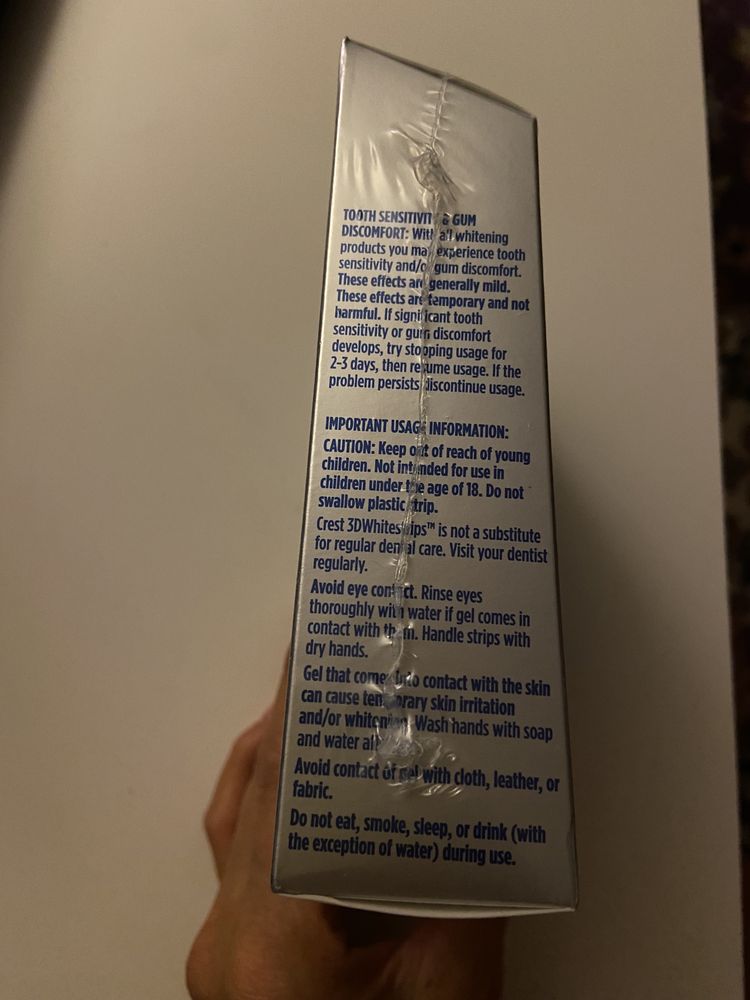 TOOTH SENSITIVITY & GUM
DISCOMFORT: With all whitening
products you may experience tooth
sensitivity and/or gum discomfort.
These effects are generally mild.
These effects are temporary and not
harmful. If significant tooth
sensitivity or gum discomfort
develops, try stopping usage for
2-3 days, then resume usage. If the
problem persists discontinue usage.
IMPORTANT USAGE INFORMATION:
CAUTION: Keep out of reach of young
children. Not intended for use in
children under the age of 18. Do not
swallow plastic strip.
Crest 3DWhitestrips™ is not a substitute
for regular dental care. Visit your dentist
regularly.
Avoid eye contact. Rinse eyes
thoroughly with water if gel comes in
contact with them. Handle strips with
dry hands.
Gel that comes into contact with the skin
can cause temporary skin irritation
and/or whitening. Wash hands with soap
and water
Avoid contact of gel with cloth, leather, or
fabric.
Do not eat, smoke, sleep, or drink (with
the exception of water) during use.